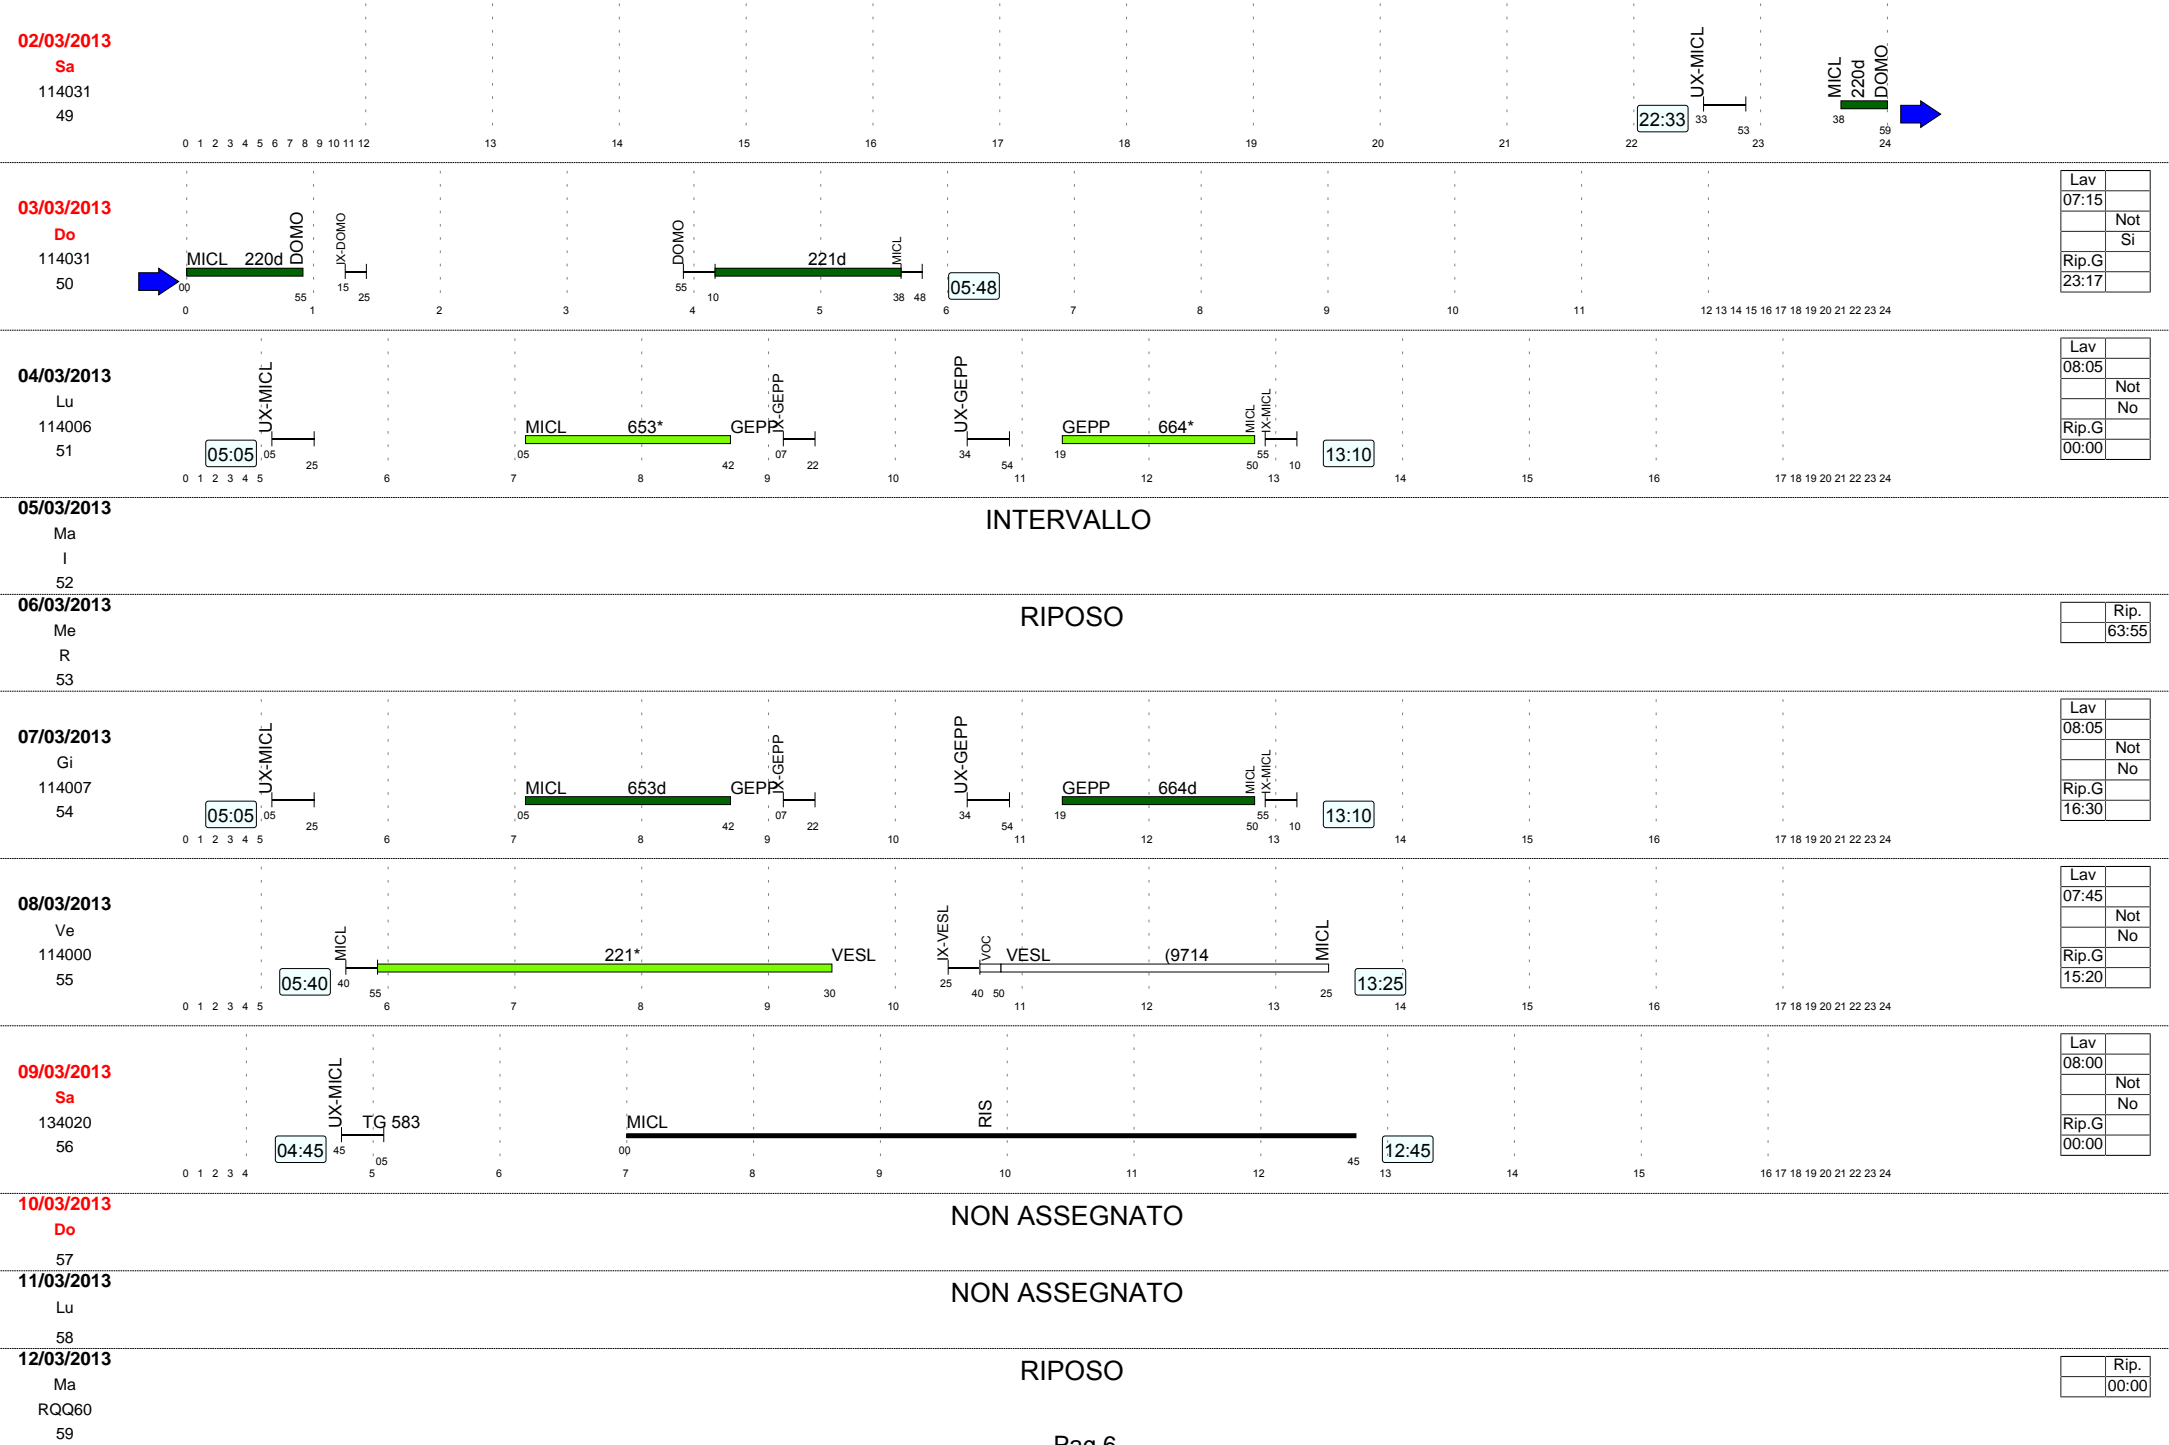 02/03/2013
Sa
114031
49
22:33
UX-MICL
33
53
MICL
220d
DOMO
38
59
0 1 2 3 4 5 6 7 8 9 10 11 12 13 14 15 16 17 18 19 20 21 22 23 24
03/03/2013
Do
114031
50
MICL 220d DOMO
00
55
IX-DOMO
15
25
DOMO
55
10
221d
MICL
38 48
05:48
0 1 2 3 4 5 6 7 8 9 10 11 12 13 14 15 16 17 18 19 20 21 22 23 24
Lav
07:15
Not
Si
Rip.G
23:17
04/03/2013
Lu
114006
51
05:05
UX-MICL
05
25
MICL 653* GEPP
05
42
IX-GEPP
07
22
UX-GEPP
34
54
GEPP 664* MICL
19
50
IX-MICL
55
10
13:10
0 1 2 3 4 5 6 7 8 9 10 11 12 13 14 15 16 17 18 19 20 21 22 23 24
Lav
08:05
Not
No
Rip.G
00:00
05/03/2013
Ma
I
52
INTERVALLO
06/03/2013
Me
R
53
RIPOSO
Rip.
63:55
07/03/2013
Gi
114007
54
05:05
UX-MICL
05
25
MICL 653d GEPP
05
42
IX-GEPP
07
22
UX-GEPP
34
54
GEPP 664d MICL
19
50
IX-MICL
55
10
13:10
0 1 2 3 4 5 6 7 8 9 10 11 12 13 14 15 16 17 18 19 20 21 22 23 24
Lav
08:05
Not
No
Rip.G
16:30
08/03/2013
Ve
114000
55
05:40
MICL
40
55
221* VESL
30
IX-VESL
25
VOC
40 50
VESL (9714 MICL
25
13:25
0 1 2 3 4 5 6 7 8 9 10 11 12 13 14 15 16 17 18 19 20 21 22 23 24
Lav
07:45
Not
No
Rip.G
15:20
09/03/2013
Sa
134020
56
04:45
UX-MICL
45
TG 583
05
MICL RIS
00
45
12:45
0 1 2 3 4 5 6 7 8 9 10 11 12 13 14 15 16 17 18 19 20 21 22 23 24
Lav
08:00
Not
No
Rip.G
00:00
10/03/2013
Do
57
NON ASSEGNATO
11/03/2013
Lu
58
NON ASSEGNATO
12/03/2013
Ma
RQQ60
59
RIPOSO
Rip.
00:00
Pag 6